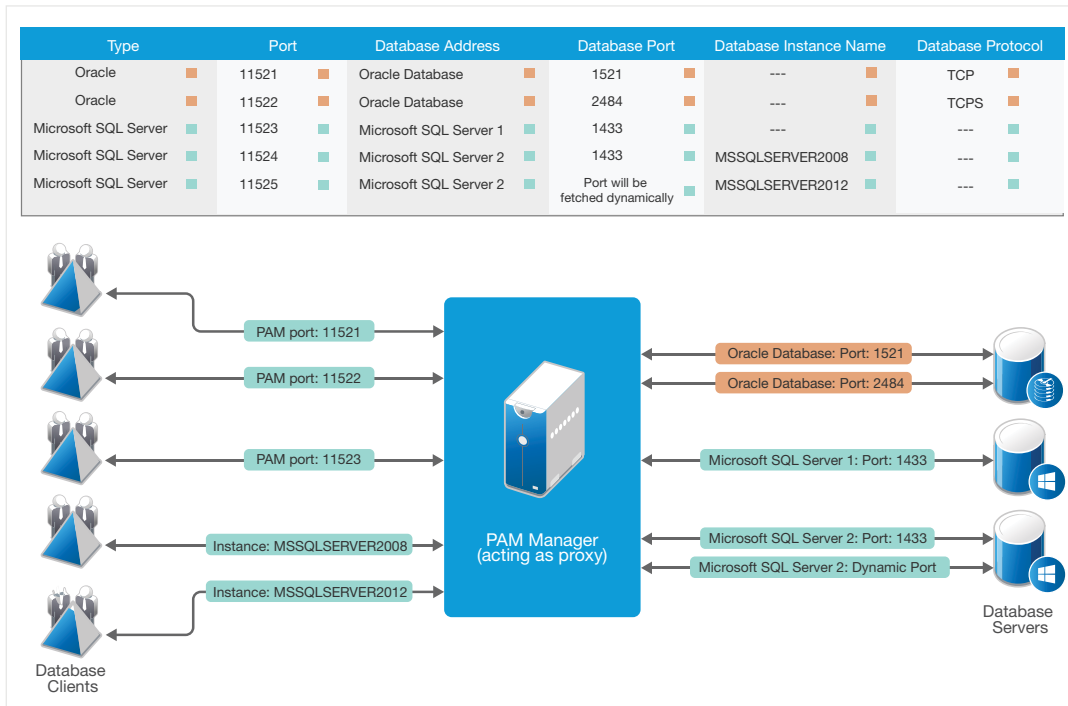 Type Port Database Address Database Port Database Instance Name Database Protocol
Oracle 11521 Oracle Database 1521 --- TCP
Oracle 11522 Oracle Database 2484 --- TCPS
Microsoft SQL Server 11523 Microsoft SQL Server 1 1433 --- ---
Microsoft SQL Server 11524 Microsoft SQL Server 2 1433 MSSQLSERVER2008 ---
Microsoft SQL Server 11525 Microsoft SQL Server 2 Port will be fetched dynamically MSSQLSERVER2012 ---
PAM port: 11521
PAM port: 11522
PAM port: 11523
Instance: MSSQLSERVER2008
Instance: MSSQLSERVER2012
Database
Clients
PAM Manager
(acting as proxy)
Oracle Database: Port: 1521
Oracle Database: Port: 2484
Microsoft SQL Server 1: Port: 1433
Microsoft SQL Server 2: Port: 1433
Microsoft SQL Server 2: Dynamic Port
Database
Servers